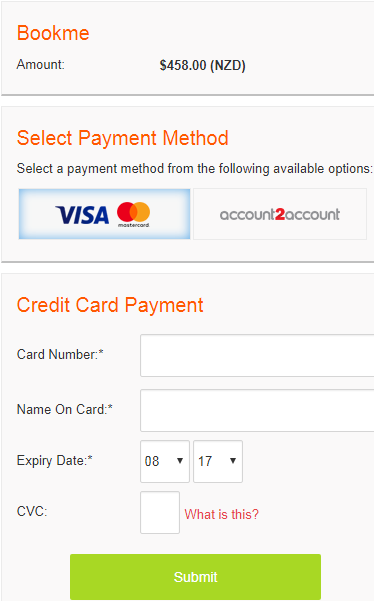 Bookme
Amount: $458.00 (NZD)
Select Payment Method
Select a payment method from the following available options:
VISA mastercard account2account
Credit Card Payment
Card Number:*
Name On Card:*
Expiry Date:* 08 17
CVC: What is this?
Submit